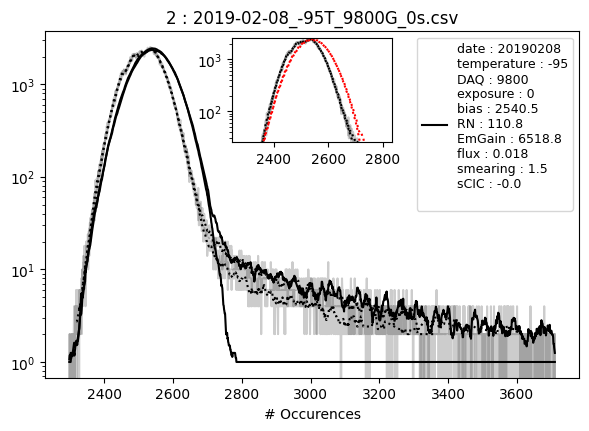 2 : 2019-02-08_-95T_9800G_0s.csv
date : 20190208
temperature : -95
DAQ : 9800
exposure : 0
bias : 2540.5
RN : 110.8
EmGain : 6518.8
flux : 0.018
smearing : 1.5
sCIC : -0.0
10³
10²
10¹
10⁰
10³
10²
2400 2600 2800
2400 2600 2800 3000 3200 3400 3600
# Occurences